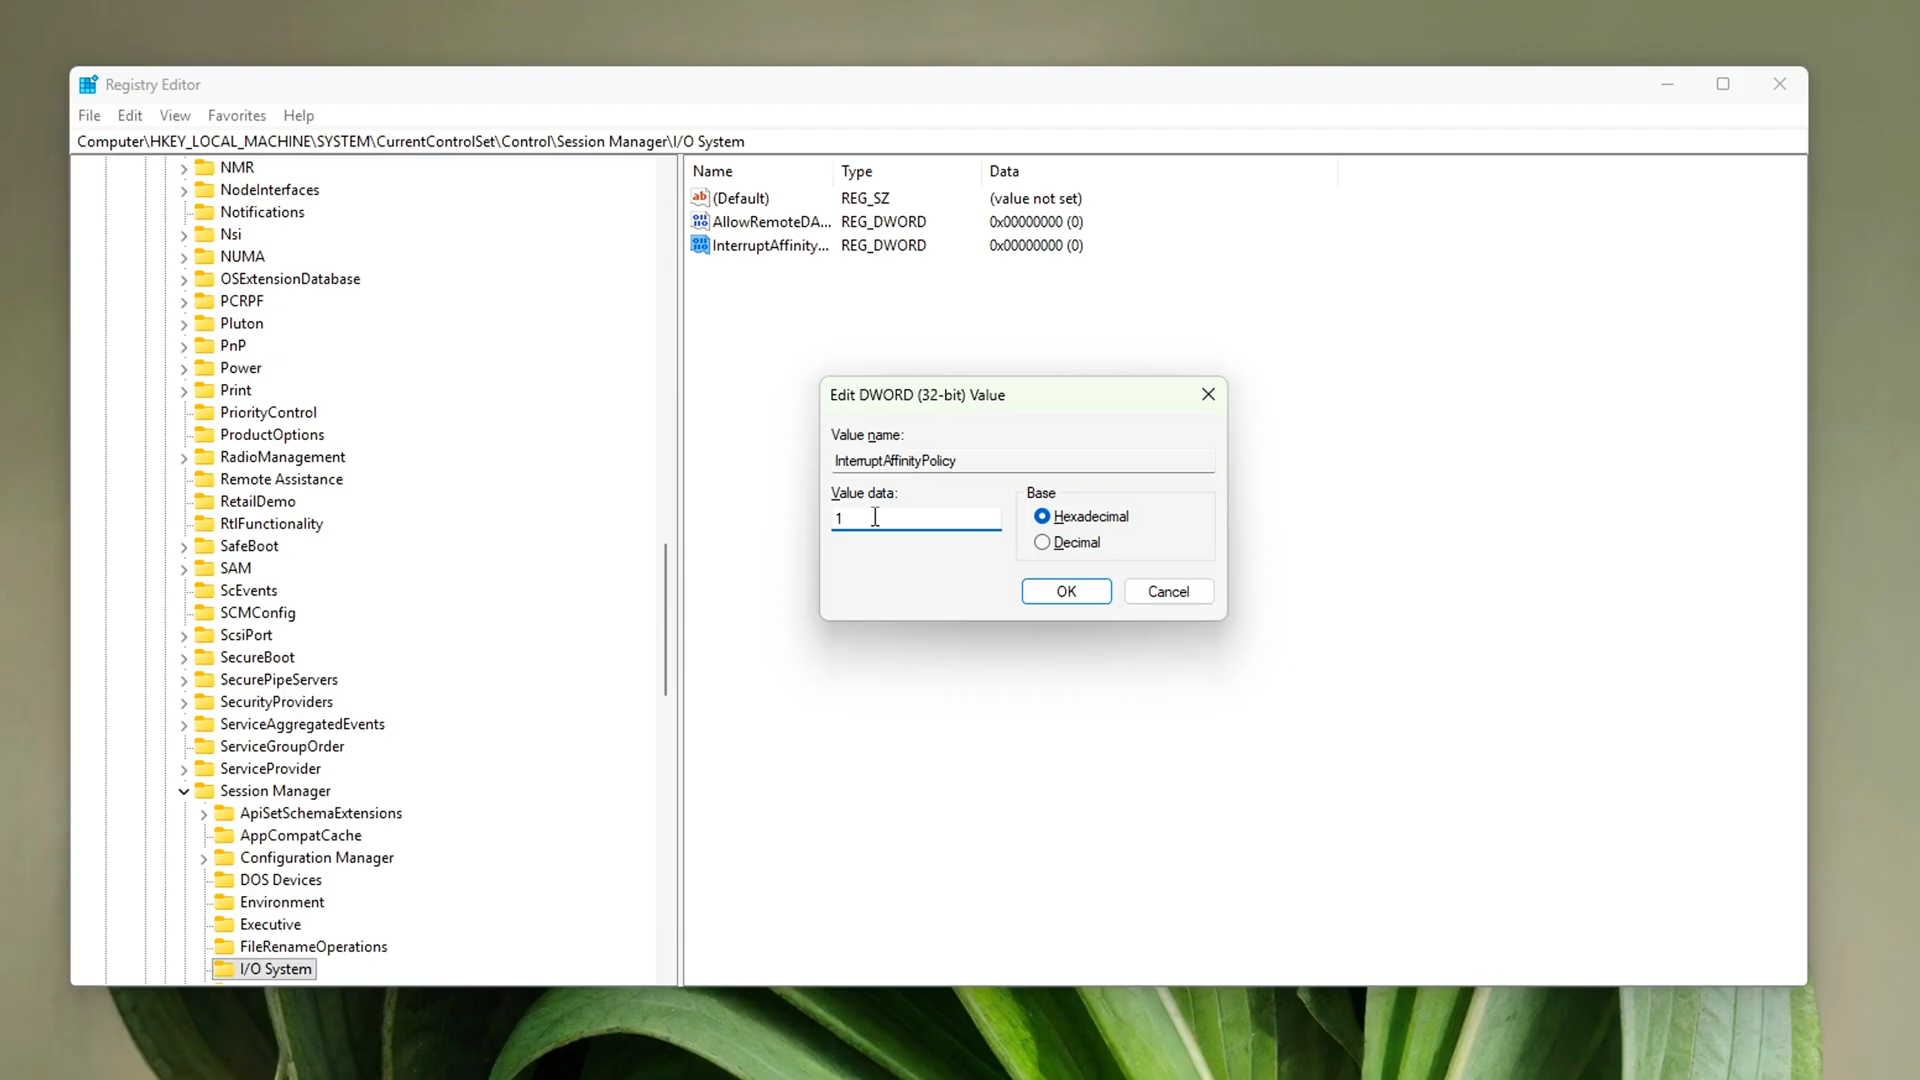 Registry Editor
File Edit View Favorites Help
Computer\HKEY_LOCAL_MACHINE\SYSTEM\CurrentControlSet\Control\Session Manager\I/O System
NMR
NodeInterfaces
Notifications
Nsi
NUMA
OSExtensionDatabase
PCRPF
Pluton
PnP
Power
Print
PriorityControl
ProductOptions
RadioManagement
Remote Assistance
RetailDemo
RtlFunctionality
SafeBoot
SAM
ScEvents
SCMConfig
ScsiPort
SecureBoot
SecurePipeServers
SecurityProviders
ServiceAggregatedEvents
ServiceGroupOrder
ServiceProvider
Session Manager
ApiSetSchemaExtensions
AppCompatCache
Configuration Manager
DOS Devices
Environment
Executive
FileRenameOperations
I/O System
Name Type Data
(Default) REG_SZ (value not set)
AllowRemoteDA... REG_DWORD 0x00000000 (0)
InterruptAffinity... REG_DWORD 0x00000000 (0)
Edit DWORD (32-bit) Value
Value name:
InterruptAffinityPolicy
Value data:
1
Base
Hexadecimal
Decimal
OK Cancel